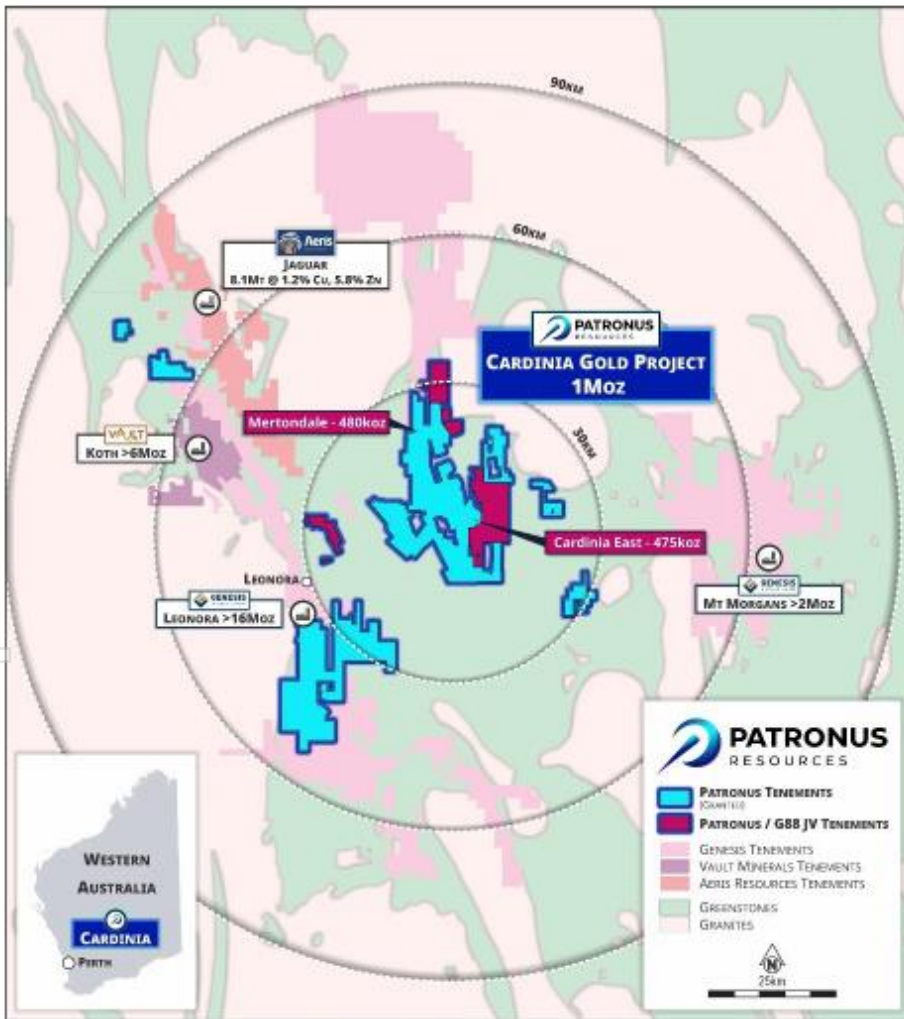 90KM
60KM
Aeris
JAGUAR
8.1MT @ 1.2% CU, 5.8% ZN
PATRONUS
RESOURCES
CARDINIA GOLD PROJECT
1MOZ
Mertondale - 480koz
30KM
VAULT
KOTH >6MOZ
Cardinia East - 475koz
LEONORA
GENESIS
LEONORA >16MOZ
GENESIS
MT MORGANS >2MOZ
PATRONUS
RESOURCES
PATRONUS TENEMENTS
(GRANTED)
PATRONUS / G88 JV TENEMENTS
GENESIS TENEMENTS
VAULT MINERALS TENEMENTS
AERIS RESOURCES TENEMENTS
GREENSTONES
GRANITES
N
25km
WESTERN
AUSTRALIA
CARDINIA
PERTH